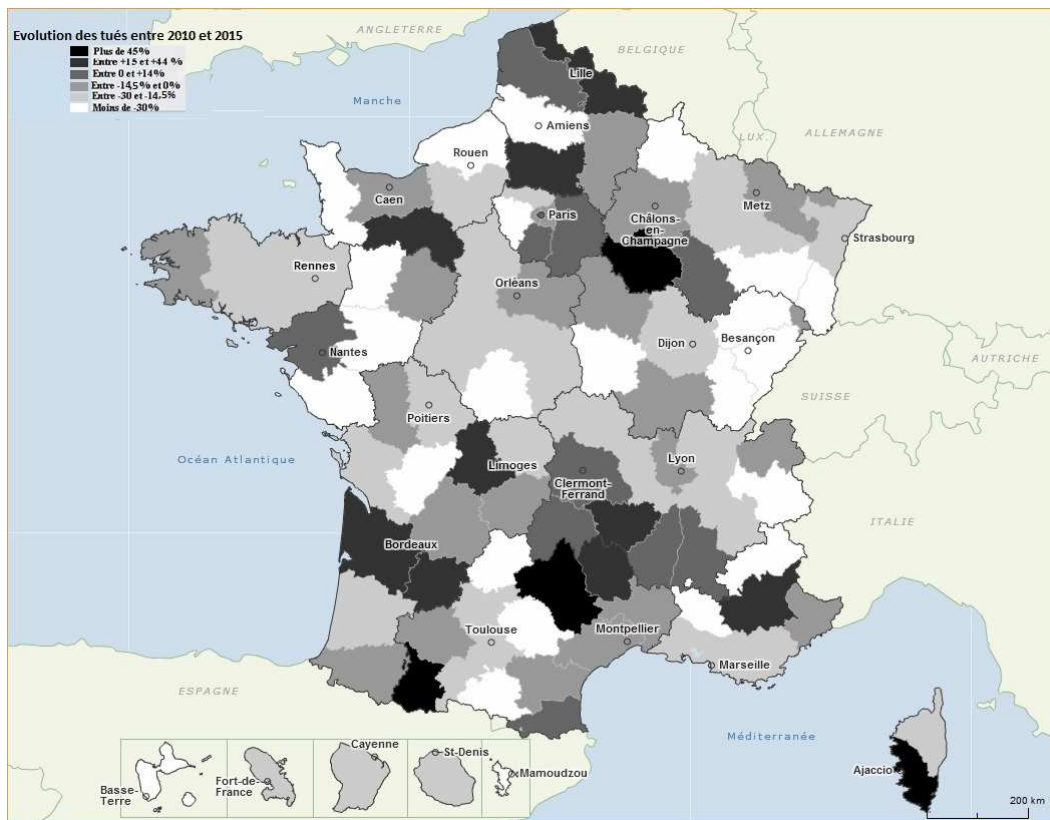 Evolution des tués entre 2010 et 2015
Plus de 45%
Entre +15 et +44 %
Entre 0 et +14%
Entre -14,5% et 0%
Entre -30 et -14,5%
Moins de -30%
ANGLETERRE
BELGIQUE
Lille
Manche
Amiens
LUX.
ALLEMAGNE
Rouen
Caen
Paris
Metz
Châlons-
en-
Champagne
Strasbourg
Rennes
Orléans
Nantes
Dijon
Besançon
AUTRICHE
SUISSE
Poitiers
Océan Atlantique
Limoges
Lyon
Clermont-
Ferrand
ITALIE
Bordeaux
Toulouse
Montpellier
Marseille
ESPAGNE
Méditerranée
Cayenne
St-Denis
Fort-de-
France
Mamoudzou
Basse-
Terre
Ajaccio
200 km